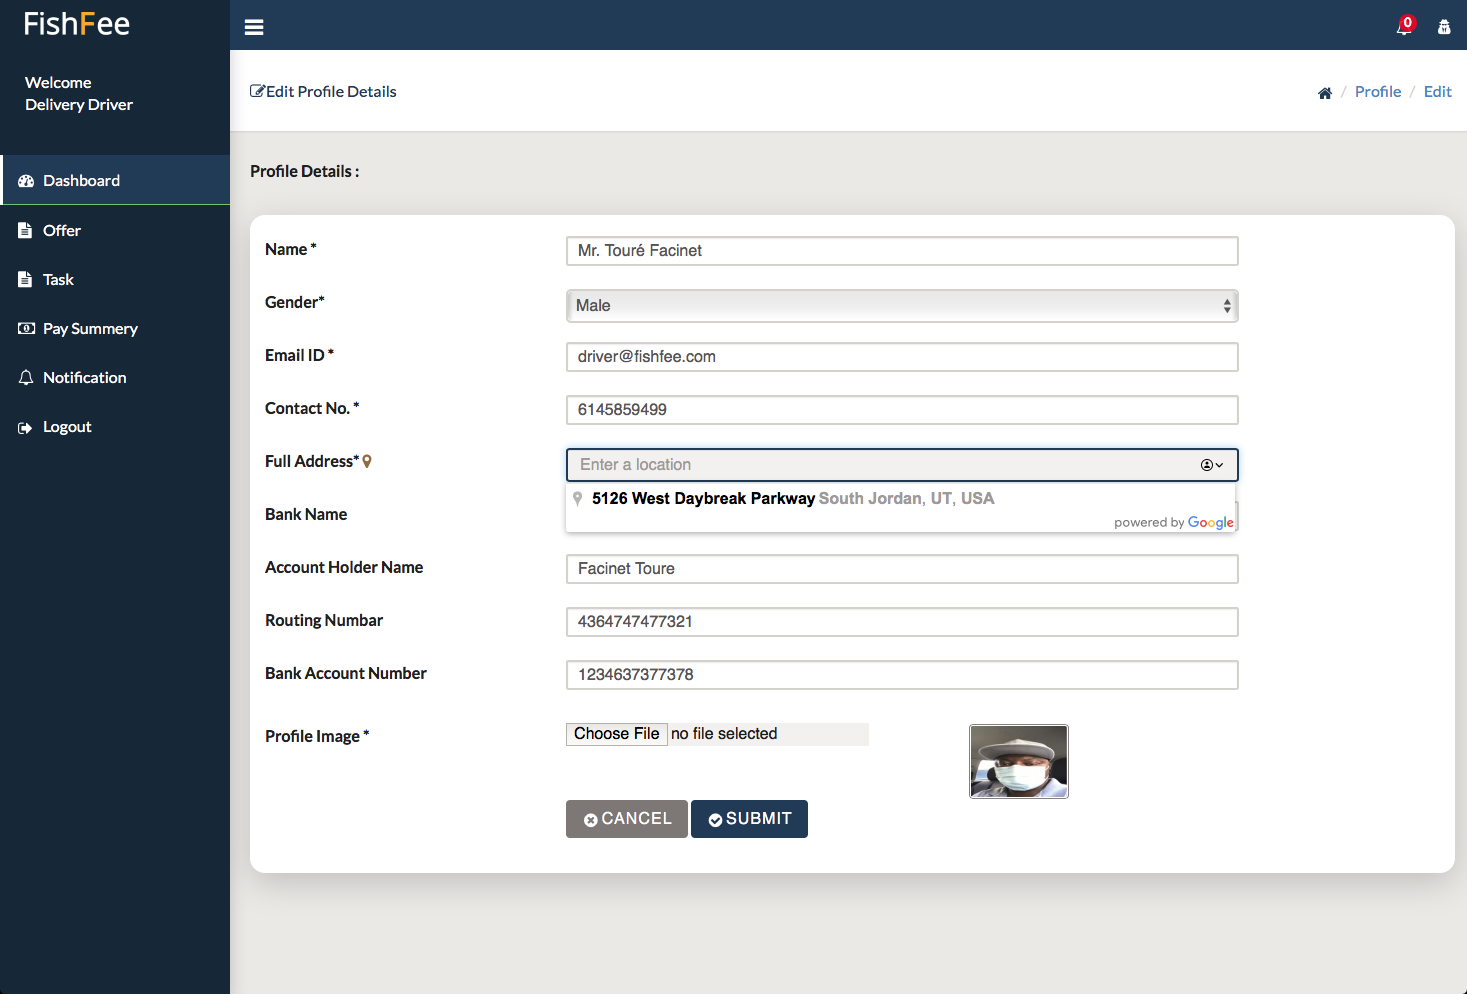 FishFee
0
Welcome
Delivery Driver
Edit Profile Details
/ Profile / Edit
Dashboard
Offer
Task
Pay Summery
Notification
Logout
Profile Details :
Name *
Mr. Touré Facinet
Gender*
Male
Email ID *
driver@fishfee.com
Contact No. *
6145859499
Full Address*
Enter a location
5126 West Daybreak Parkway South Jordan, UT, USA
powered by Google
Bank Name
Account Holder Name
Facinet Toure
Routing Numbar
4364747477321
Bank Account Number
1234637377378
Profile Image *
Choose File no file selected
CANCEL
SUBMIT